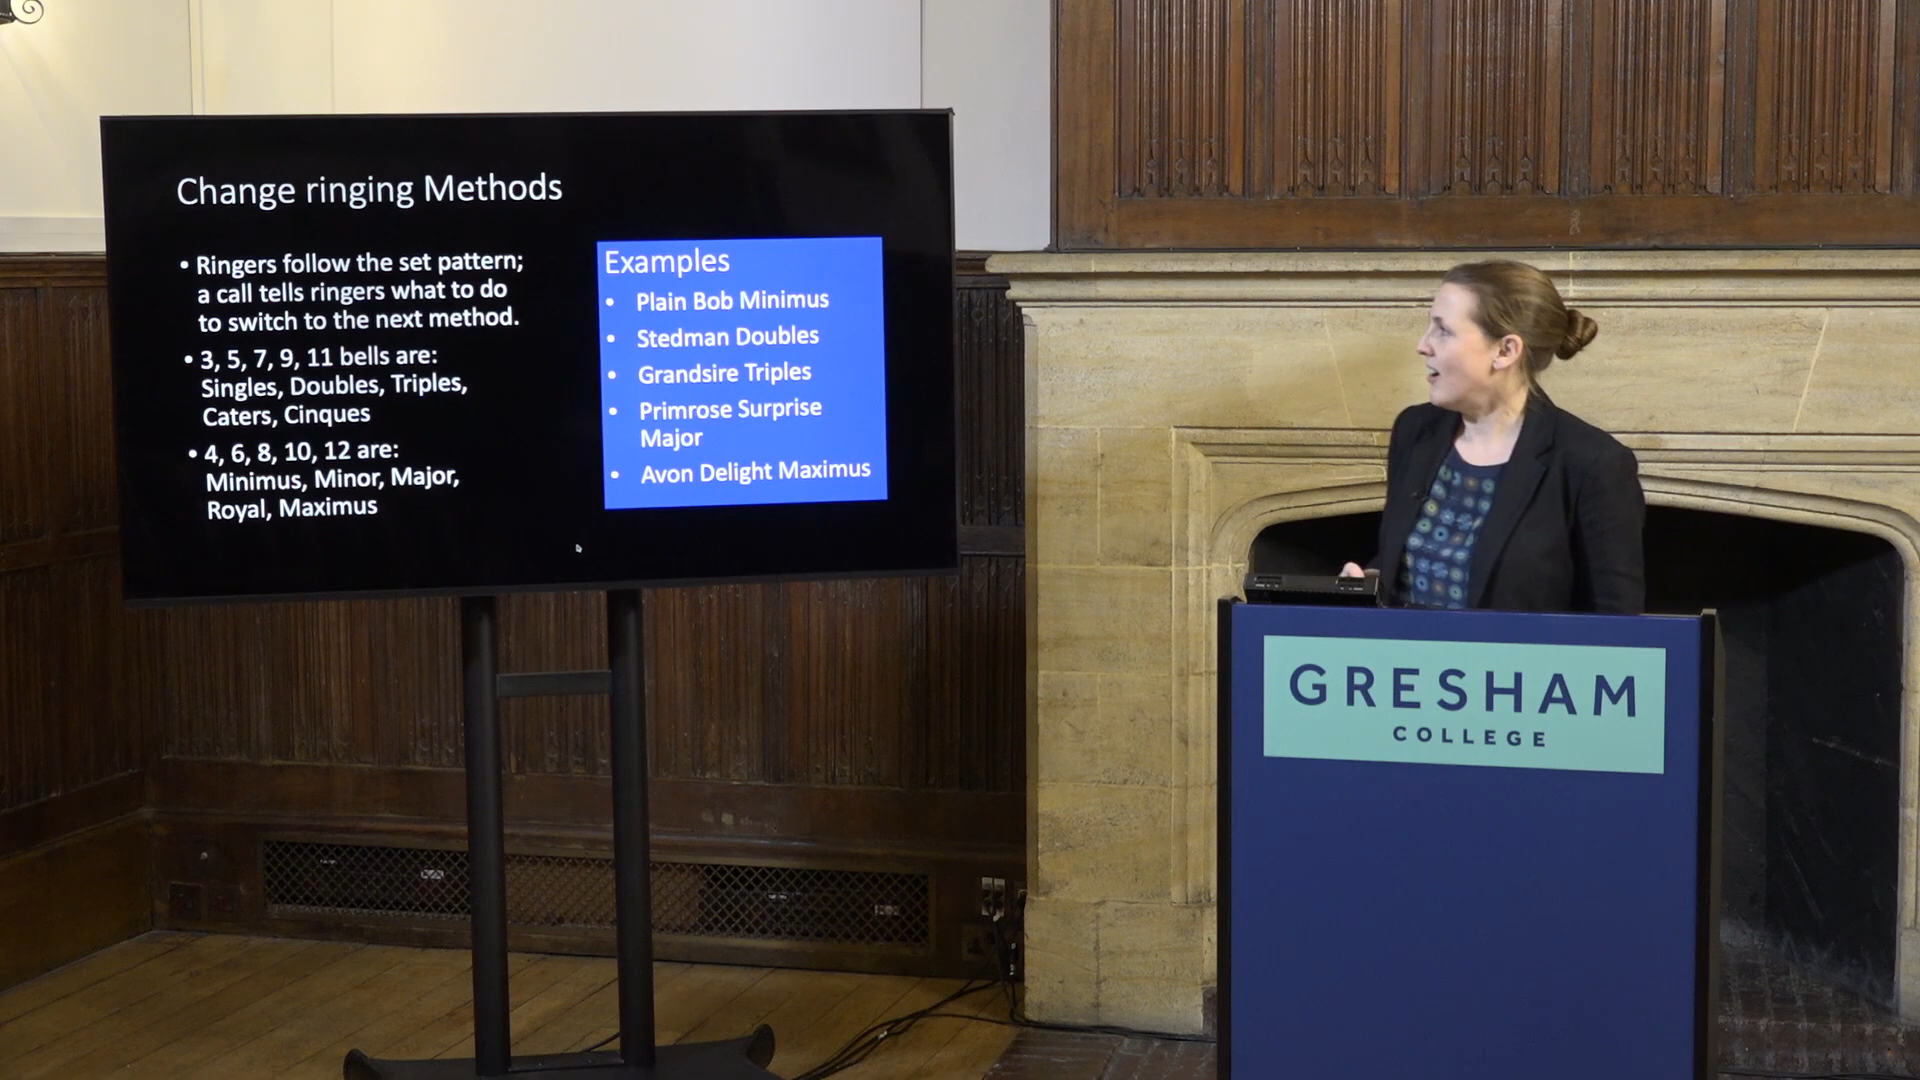 Change ringing Methods
• Ringers follow the set pattern;
a call tells ringers what to do
to switch to the next method.
• 3, 5, 7, 9, 11 bells are:
Singles, Doubles, Triples,
Caters, Cinques
• 4, 6, 8, 10, 12 are:
Minimus, Minor, Major,
Royal, Maximus
Examples
• Plain Bob Minimus
• Stedman Doubles
• Grandsire Triples
• Primrose Surprise
Major
• Avon Delight Maximus
GRESHAM
COLLEGE